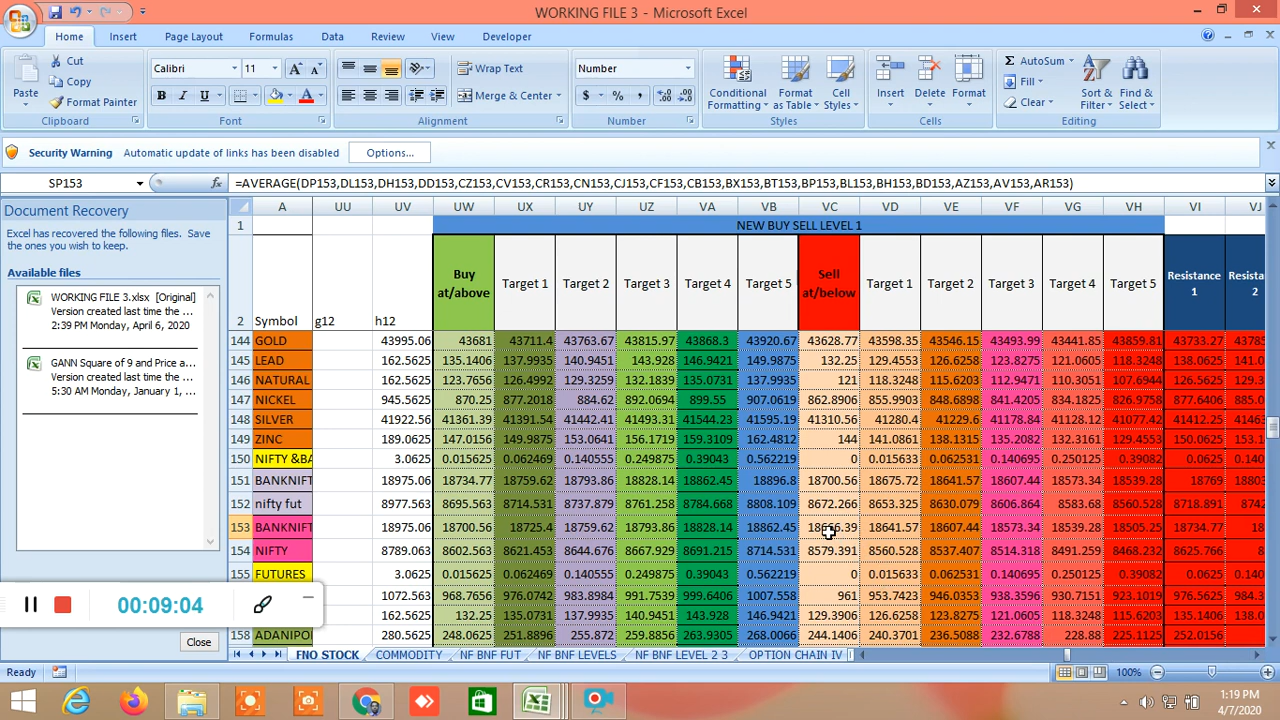 WORKING FILE 3 - Microsoft Excel
Home Insert Page Layout Formulas Data Review View Developer
Paste Cut Copy Format Painter Clipboard
Calibri 11 A A B I U A Font
Wrap Text Merge & Center Alignment
Number $ % , Number
Conditional Formatting Format as Table Cell Styles Styles
Insert Delete Format Cells
AutoSum Fill Clear Sort & Filter Find & Select Editing
Security Warning Automatic update of links has been disabled Options...
SP153 fx =AVERAGE(DP153,DL153,DH153,DD153,CZ153,CV153,CR153,CN153,CJ153,CF153,CB153,BX153,BT153,BP153,BL153,BH153,BD153,AZ153,AV153,AR153)
Document Recovery
Excel has recovered the following files. Save the ones you wish to keep.
Available files
WORKING FILE 3.xlsx [Original]
Version created last time the ...
2:39 PM Monday, April 6, 2020
GANN Square of 9 and Price a...
Version created last time the ...
5:30 AM Monday, January 1, ...
00:09:04
Close
A UU UV UW UX UY UZ VA VB VC VD VE VF VG VH VI VJ
1 NEW BUY SELL LEVEL 1
2 Symbol g12 h12 Buy at/above Target 1 Target 2 Target 3 Target 4 Target 5 Sell at/below Target 1 Target 2 Target 3 Target 4 Target 5 Resistance 1 Resista 2
144 GOLD 43995.06 43681 43711.4 43763.67 43815.97 43868.3 43920.67 43628.77 43598.35 43546.15 43493.99 43441.85 43859.81 43733.27 43785
145 LEAD 162.5625 135.1406 137.9935 140.9451 143.928 146.9421 149.9875 132.25 129.4553 126.6258 123.8275 121.0605 118.3248 138.0625 141.0
146 NATURAL 162.5625 123.7656 126.4992 129.3259 132.1839 135.0731 137.9935 121 118.3248 115.6203 112.9471 110.3051 107.6944 126.5625 129.3
147 NICKEL 945.5625 870.25 877.2018 884.62 892.0694 899.55 907.0619 862.8906 855.9903 848.6898 841.4205 834.1825 826.9758 877.6406 885.0
148 SILVER 41922.56 41361.39 41391.54 41442.41 41493.31 41544.23 41595.19 41310.56 41280.4 41229.6 41178.84 41128.12 41077.42 41412.25 41463
149 ZINC 189.0625 147.0156 149.9875 153.0641 156.1719 159.3109 162.4812 144 141.0861 138.1315 135.2082 132.3161 129.4553 150.0625 153.1
150 NIFTY &BA 3.0625 0.015625 0.062469 0.140555 0.249875 0.39043 0.562219 0 0.015633 0.062531 0.140695 0.250125 0.39082 0.0625 0.140
151 BANKNIFT 18975.06 18734.77 18759.62 18793.86 18828.14 18862.45 18896.8 18700.56 18675.72 18641.57 18607.44 18573.34 18539.28 18769 18803
152 nifty fut 8977.563 8695.563 8714.531 8737.879 8761.258 8784.668 8808.109 8672.266 8653.325 8630.079 8606.864 8583.68 8560.528 8718.891 8742
153 BANKNIFT 18975.06 18700.56 18725.4 18759.62 18793.86 18828.14 18862.45 18641.57 18607.44 18573.34 18539.28 18505.25 18734.77 18
154 NIFTY 8789.063 8602.563 8621.453 8644.676 8667.929 8691.215 8714.531 8579.391 8560.528 8537.407 8514.318 8491.259 8468.232 8625.766 8
155 FUTURES 3.0625 0.015625 0.062469 0.140555 0.249875 0.39043 0.562219 0 0.015633 0.062531 0.140695 0.250125 0.39082 0.0625 0.140
1072.563 968.7656 976.0742 983.8984 991.7539 999.6406 1007.558 961 953.7423 946.0353 938.3596 930.7151 923.1019 976.5625 984.3
162.5625 132.25 135.0731 137.9935 140.9451 143.928 146.9421 129.3906 126.6258 123.8275 121.0605 118.3248 115.6203 135.1406 138.0
158 ADANIPO 280.5625 248.0625 251.8896 255.872 259.8856 263.9305 268.0066 244.1406 240.3701 236.5088 232.6788 228.88 225.1125 252.0156
FNO STOCK COMMODITY NF BNF FUT NF BNF LEVELS NF BNF LEVEL 2 3 OPTION CHAIN IV
Ready 100%
1:19 PM
4/7/2020